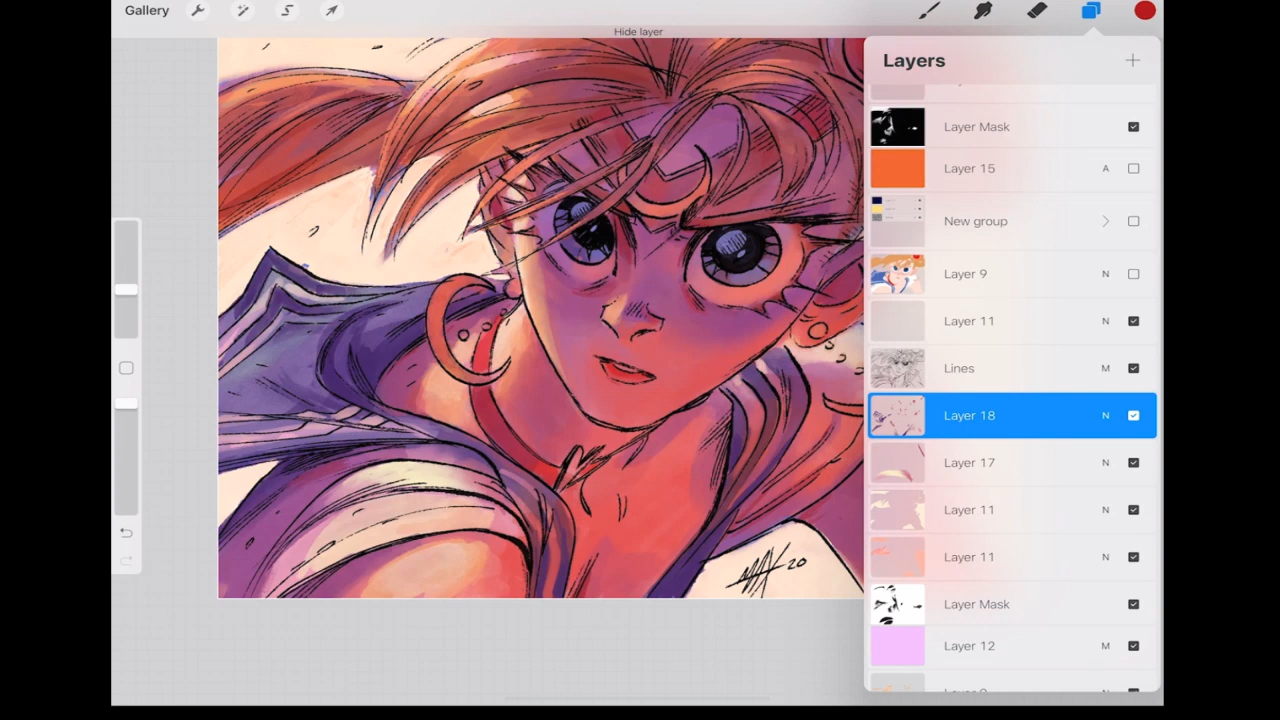 Gallery
Hide layer
Layers
Layer Mask
Layer 15 A
New group
Layer 9 N
Layer 11 N
Lines M
Layer 18 N
Layer 17 N
Layer 11 N
Layer 11 N
Layer Mask
Layer 12 M
MAX 20